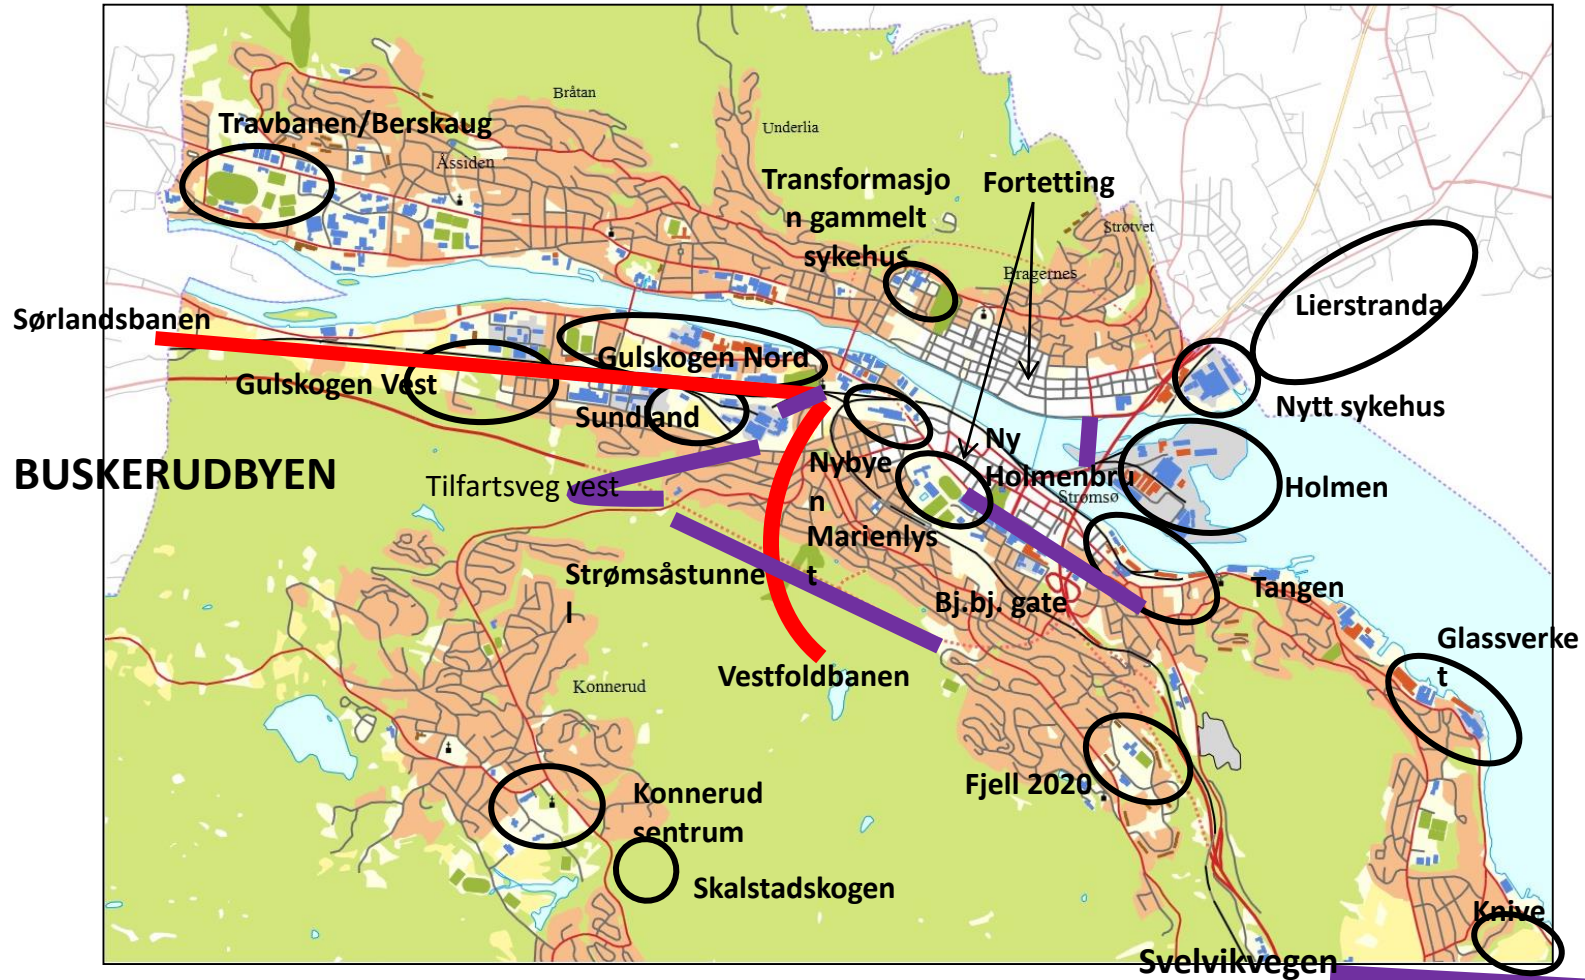 Bråtan
Travbanen/Berskaug
Underlia
Åssiden
Transformasjo
n gammelt
sykehus
Fortetting
Strøtvet
Bragernes
Lierstranda
Sørlandsbanen
Gulskogen Nord
Gulskogen Vest
Sundland
Nytt sykehus
Ny
Holmenbru
BUSKERUDBYEN
Tilfartsveg vest
Nybye
n
Strømsø
Holmen
Marienlys
t
Strømsåstunne
l
Bj.bj. gate
Tangen
Glassverke
t
Vestfoldbanen
Konnerud
Fjell 2020
Konnerud
sentrum
Skalstadskogen
Knive
Svelvikvegen